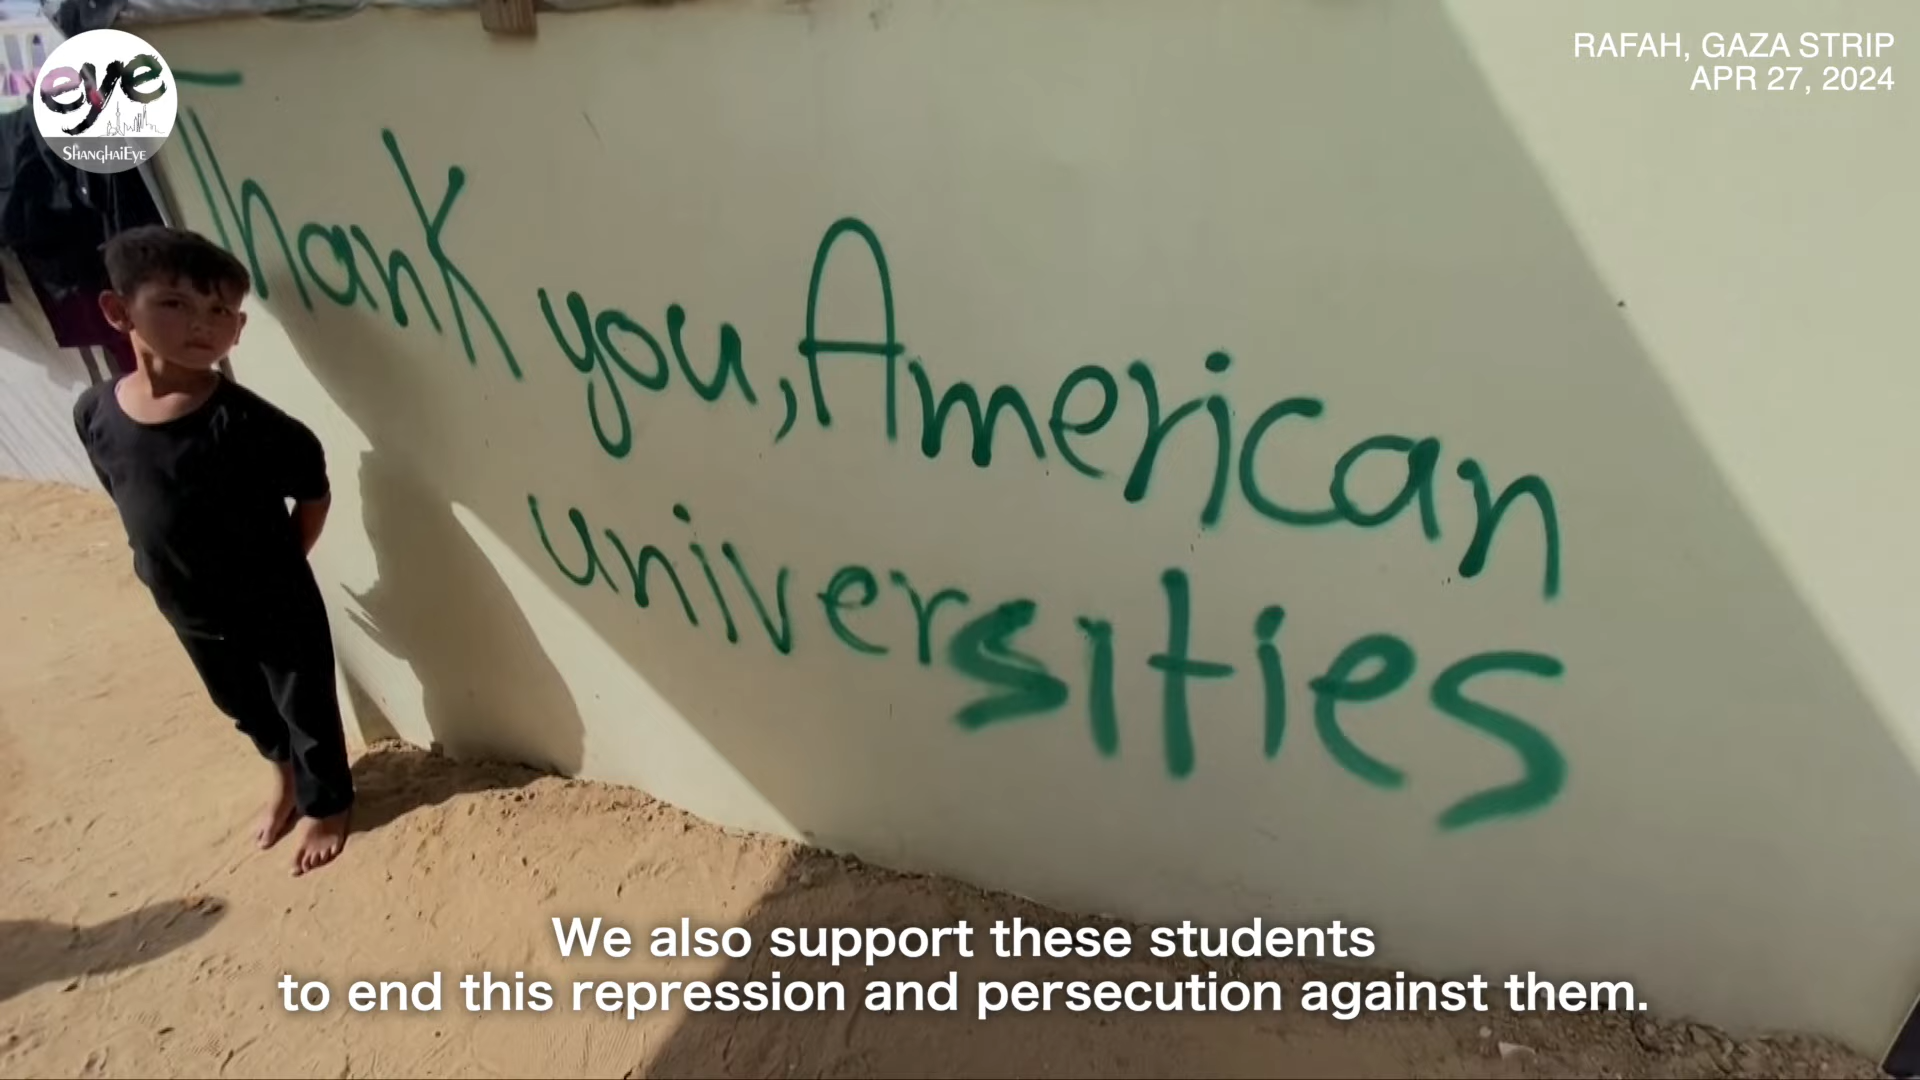 eye
SHANGHAIEYE
RAFAH, GAZA STRIP
APR 27, 2024
Thank you, American
universities
We also support these students
to end this repression and persecution against them.